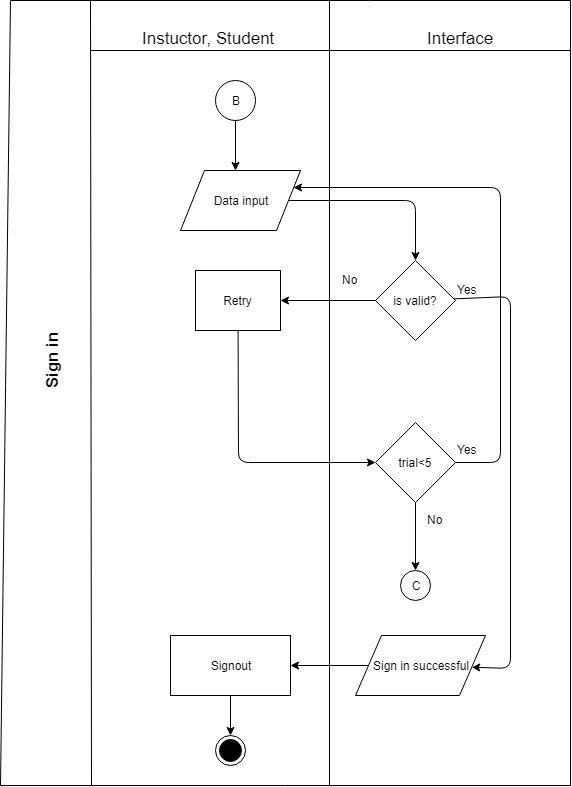 Instuctor, Student
Interface
B
Data input
No
Yes
Retry
is valid?
Sign in
Yes
trial<5
No
C
Signout
Sign in successful